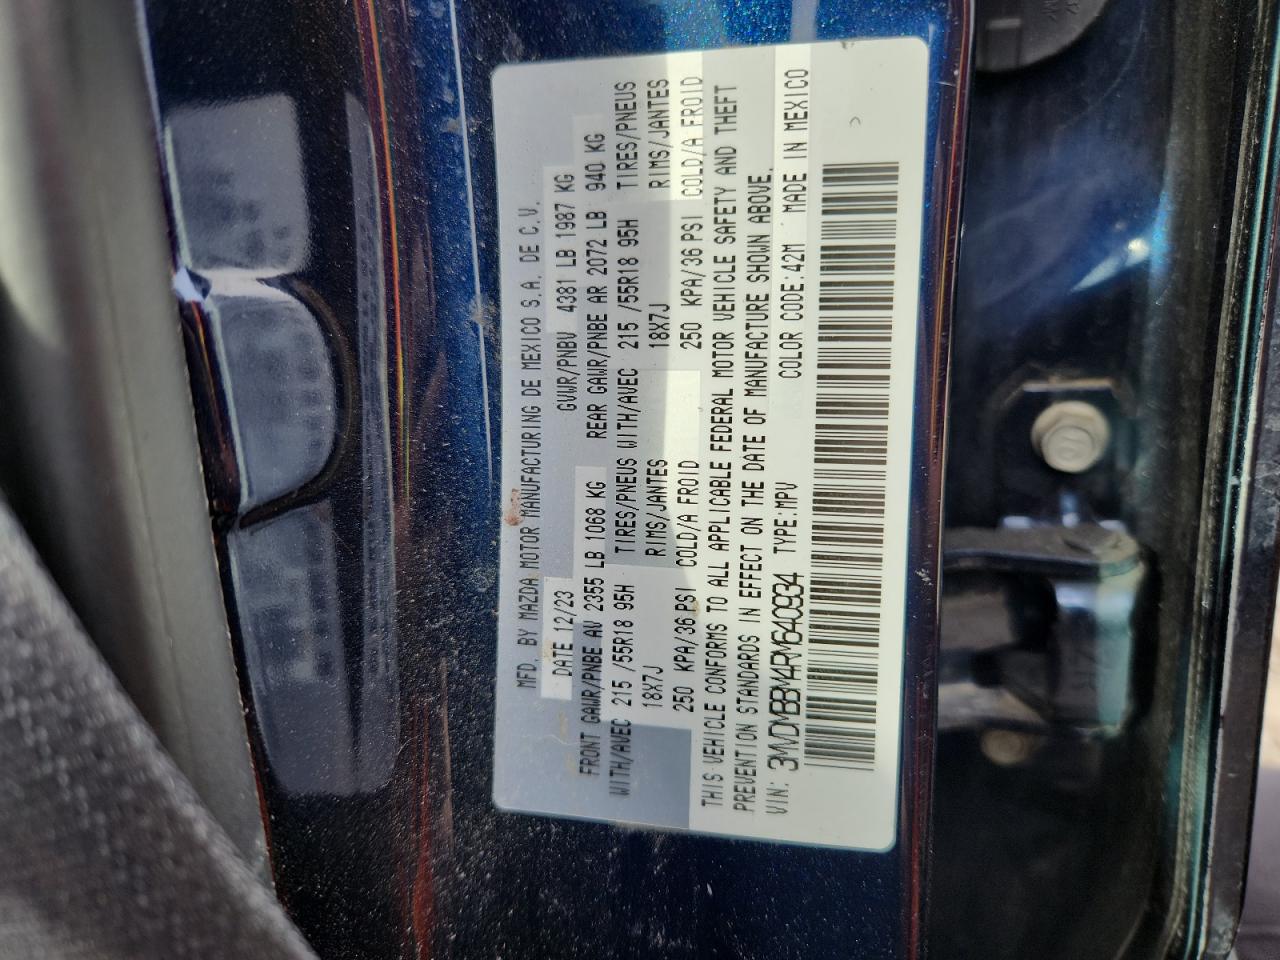 MFD. BY MAZDA MOTOR MANUFACTURING DE MEXICO S.A. DE C.V.
DATE 12/23 GVWR/PNBV 4381 LB 1987 KG
FRONT GAWR/PNBE AV 2355 LB 1068 KG REAR GAWR/PNBE AR 2072 LB 940 KG
WITH/AVEC 215 /55R18 95H TIRES/PNEUS WITH/AVEC 215 /55R18 95H TIRES/PNEUS
18X7J RIMS/JANTES 18X7J RIMS/JANTES
250 KPA/36 PSI COLD/A FROID 250 KPA/36 PSI COLD/A FROID
THIS VEHICLE CONFORMS TO ALL APPLICABLE FEDERAL MOTOR VEHICLE SAFETY AND THEFT
PREVENTION STANDARDS IN EFFECT ON THE DATE OF MANUFACTURE SHOWN ABOVE.
VIN: 3MVDMBBM4RM640934 TYPE:MPV COLOR CODE:42M MADE IN MEXICO